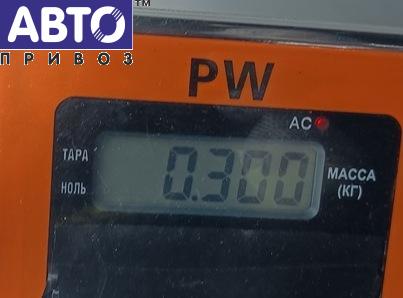 АВТО™
ПРИВОЗ
PW
AC
ТАРА
НОЛЬ
0.300
МАССА
(КГ)